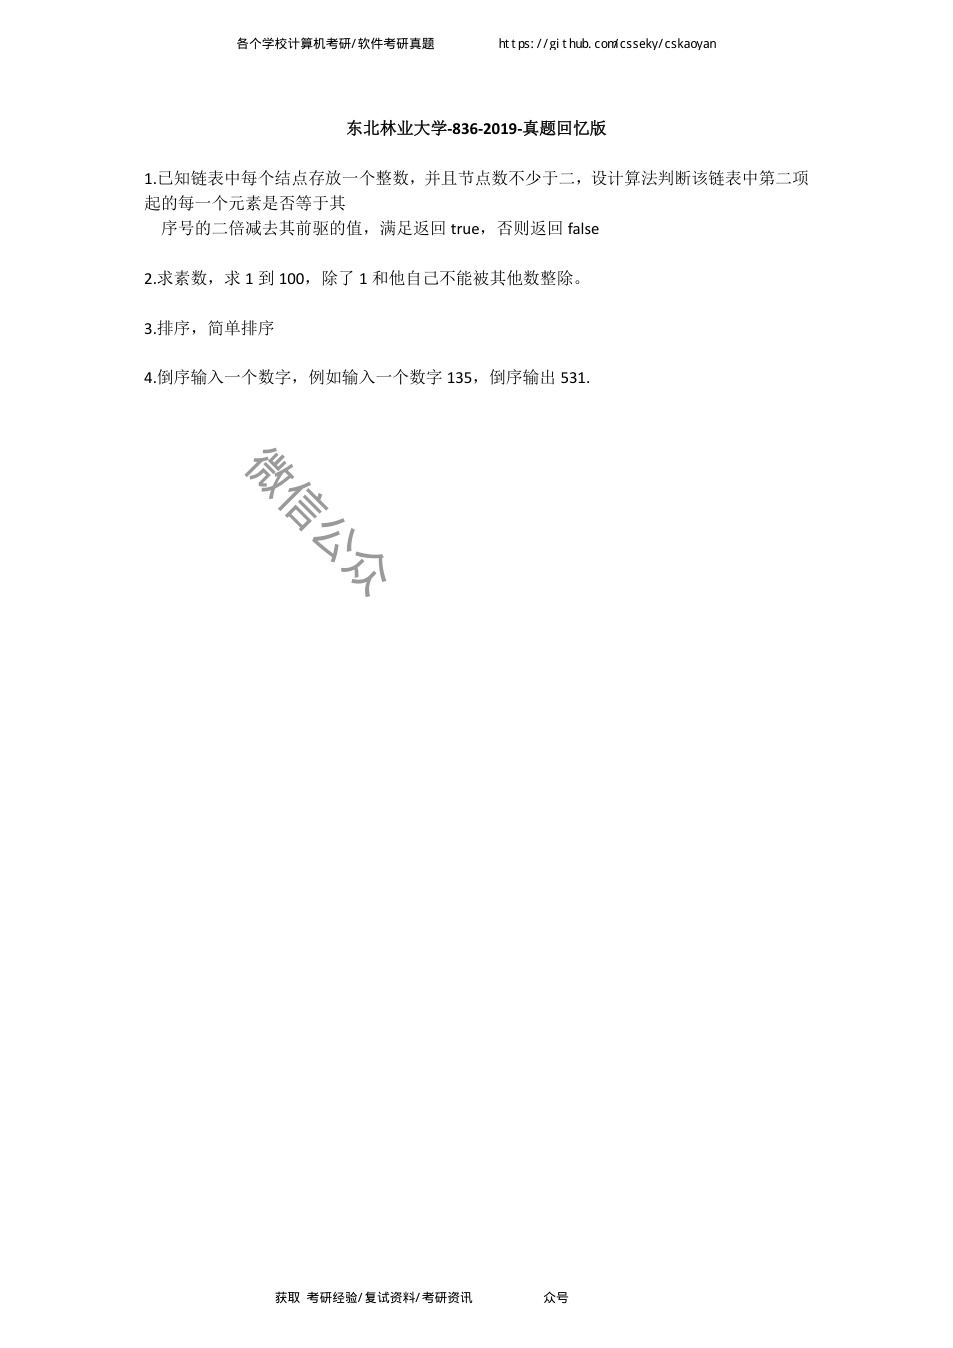 各个学校计算机考研/软件考研真题 https://github.com/csseky/cskaoyan
东北林业大学-836-2019-真题回忆版
1.已知链表中每个结点存放一个整数，并且节点数不少于二，设计算法判断该链表中第二项
起的每一个元素是否等于其
序号的二倍减去其前驱的值，满足返回 true，否则返回 false
2.求素数，求 1 到 100，除了 1 和他自己不能被其他数整除。
3.排序，简单排序
4.倒序输入一个数字，例如输入一个数字 135，倒序输出 531.
微信公众
获取 考研经验/复试资料/考研资讯 众号